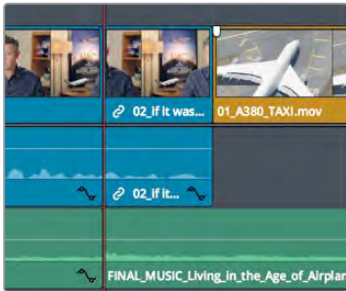 02_if it was...
01_A380_TAXI.mov
02_if it...
FINAL_MUSIC_Living_in_the_Age_of_Airplan